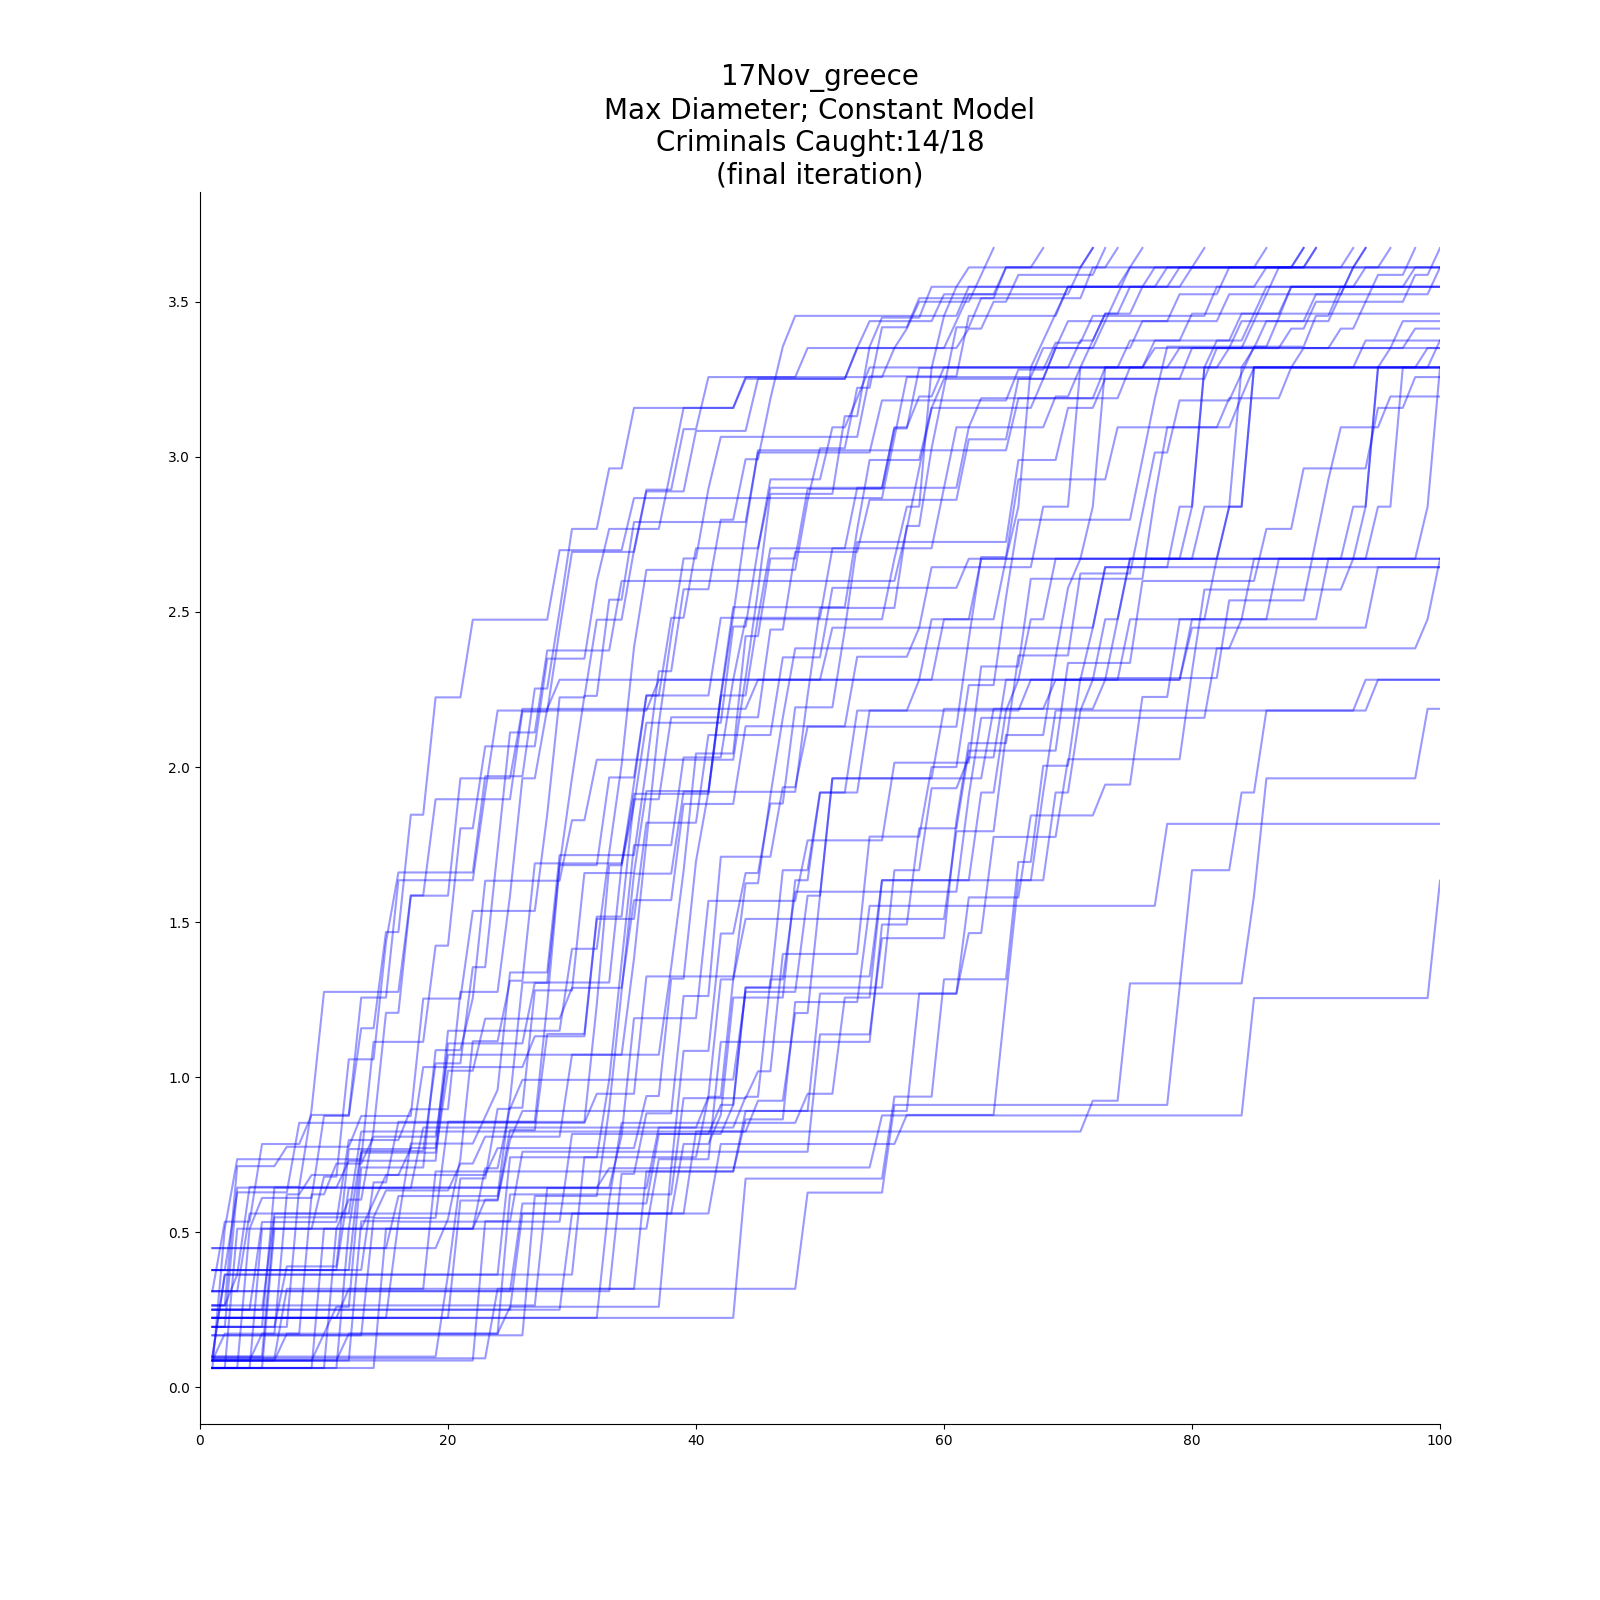 17Nov_greece
Max Diameter; Constant Model
Criminals Caught:14/18
(final iteration)
3.5
3.0
2.5
2.0
1.5
1.0
0.5
0.0
0 20 40 60 80 100